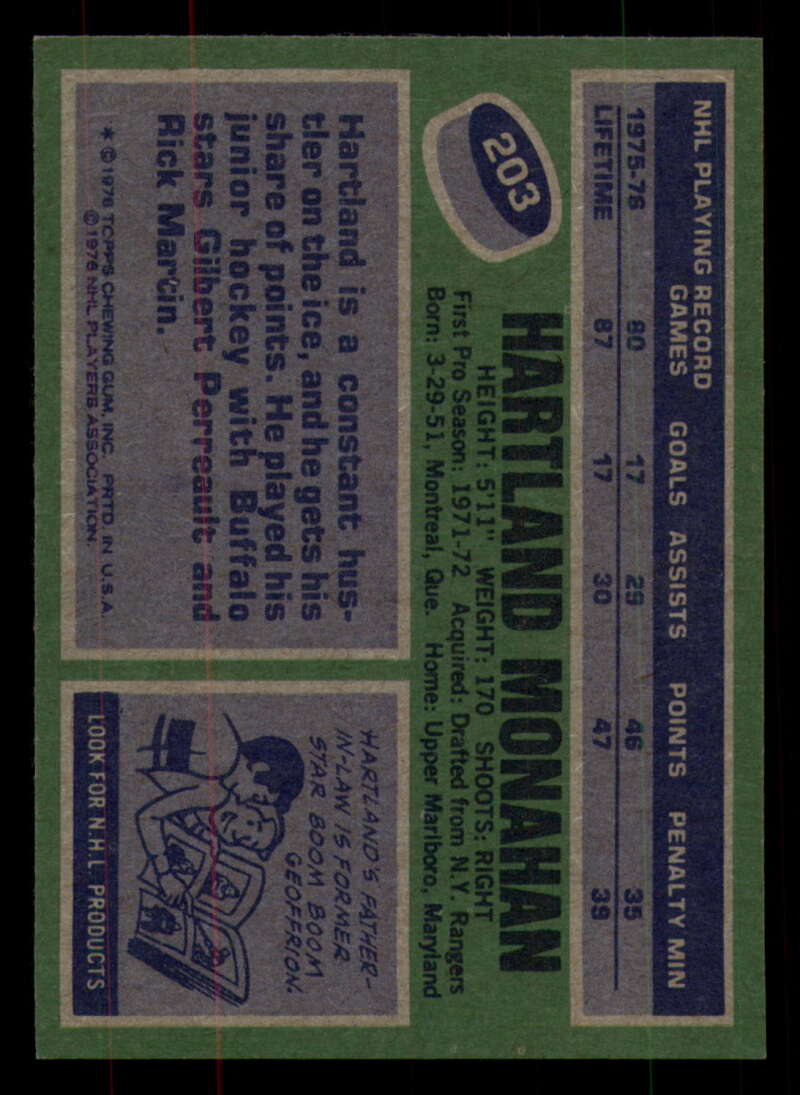 NHL PLAYING RECORD
GAMES GOALS ASSISTS POINTS PENALTY MIN
1975-76 80 17 29 46 35
LIFETIME 87 17 30 47 39
203
HARTLAND MONAHAN
HEIGHT: 5'11" WEIGHT: 170 SHOOTS: RIGHT
First Pro Season: 1971-72 Acquired: Drafted from N.Y. Rangers
Born: 3-29-51, Montreal, Que. Home: Upper Marlboro, Maryland
Hartland is a constant hus-
tler on the ice, and he gets his
share of points. He played his
junior hockey with Buffalo
stars Gilbert Perreault and
Rick Martin.
* ©1976 TOPPS CHEWING GUM, INC. PRTD. IN U.S.A.
©1976 NHL PLAYERS ASSOCIATION.
HARTLAND'S FATHER-
IN-LAW IS FORMER
STAR BOOM BOOM
GEOFFRION.
LOOK FOR N.H.L. PRODUCTS